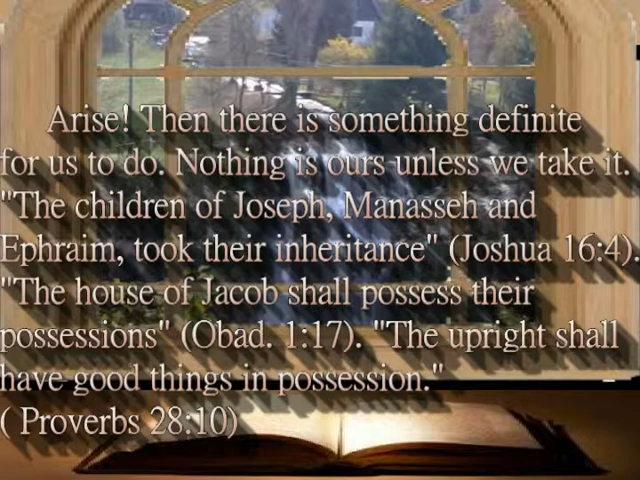 Arise! Then there is something definite
for us to do. Nothing is ours unless we take it.
"The children of Joseph, Manasseh and
Ephraim, took their inheritance" (Joshua 16:4).
"The house of Jacob shall possess their
possessions" (Obad. 1:17). "The upright shall
have good things in possession."
( Proverbs 28:10)